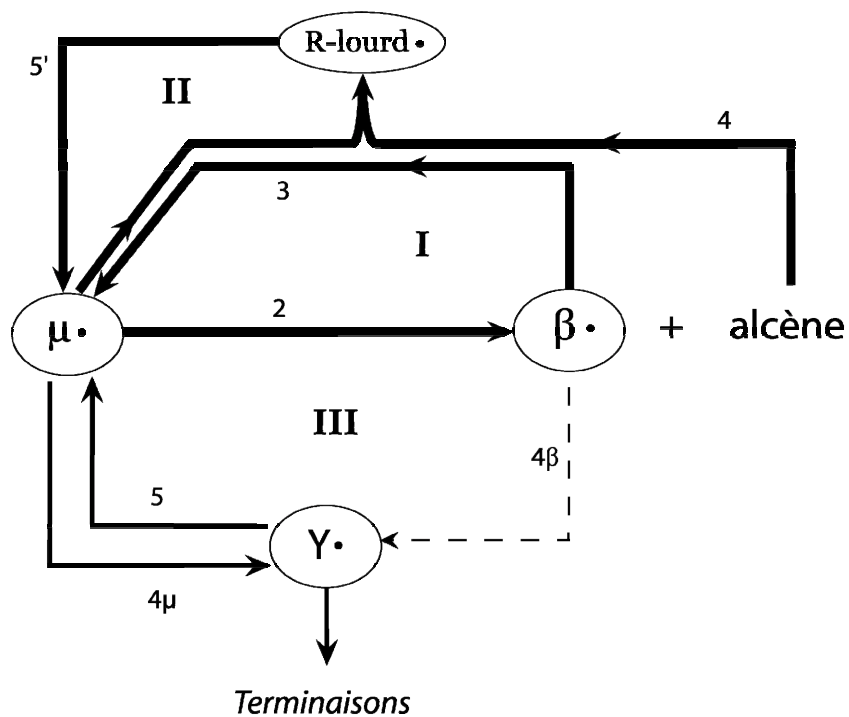 R-lourd•
5'
II
4
3
I
2
μ•
β•
+
alcène
III
4β
5
Y•
4μ
Terminaisons